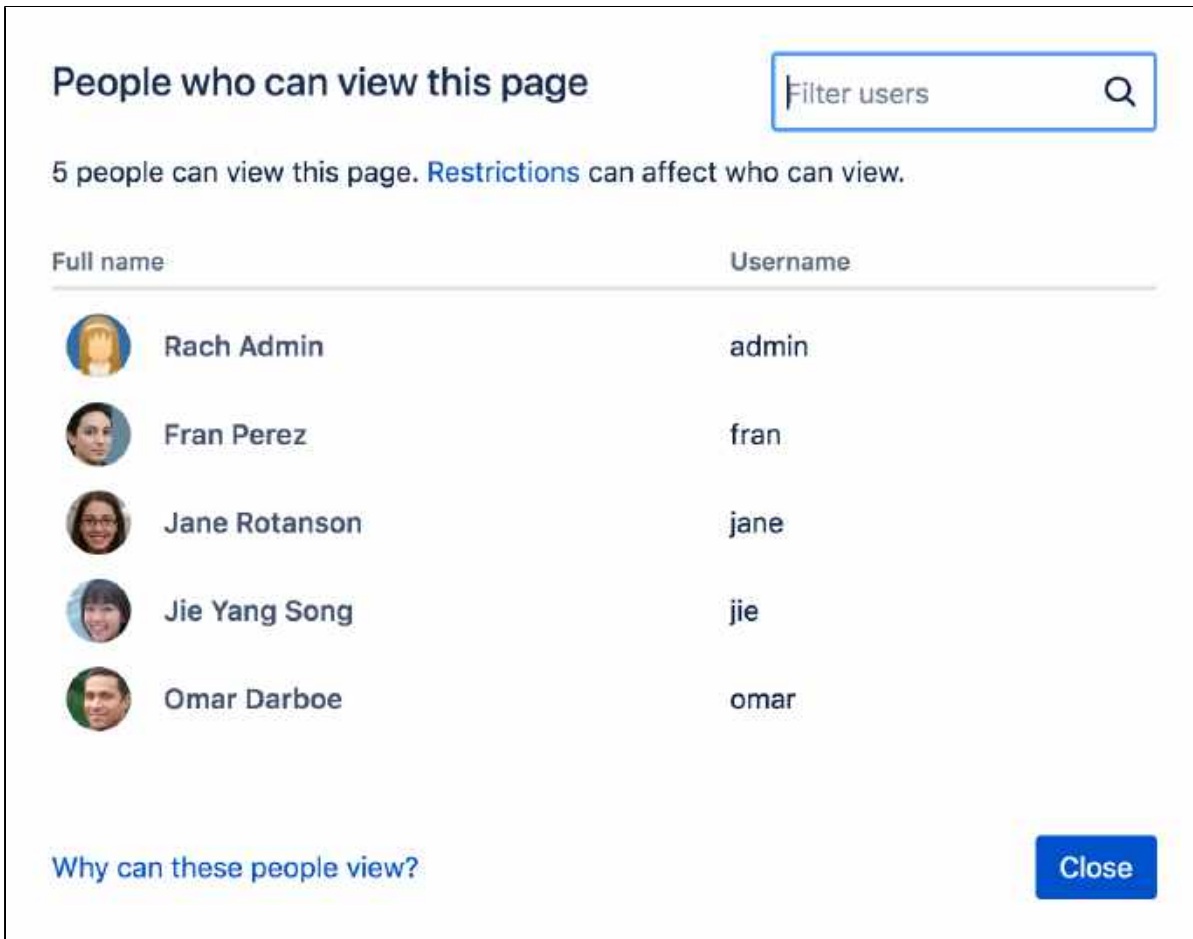 People who can view this page
Filter users
5 people can view this page. Restrictions can affect who can view.
Full name Username
Rach Admin admin
Fran Perez fran
Jane Rotanson jane
Jie Yang Song jie
Omar Darboe omar
Why can these people view? Close